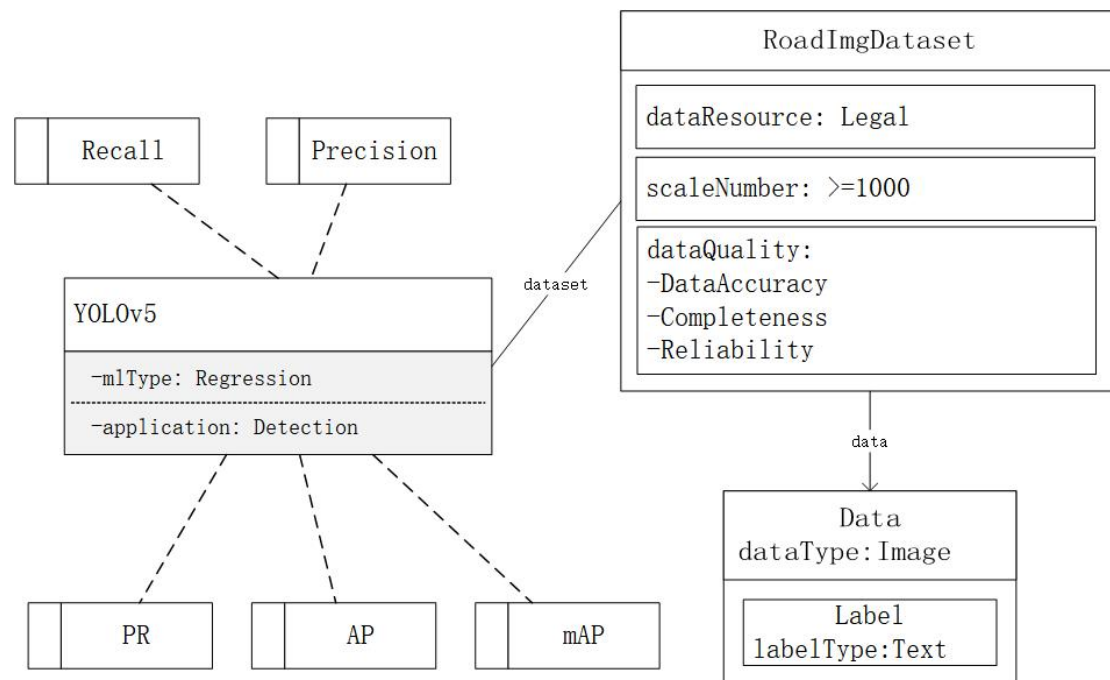 RoadImgDataset
dataResource: Legal
scaleNumber: >=1000
dataQuality:
-DataAccuracy
-Completeness
-Reliability
Recall
Precision
dataset
YOLOv5
-mlType: Regression
-application: Detection
data
Data
dataType:Image
Label
labelType:Text
PR
AP
mAP